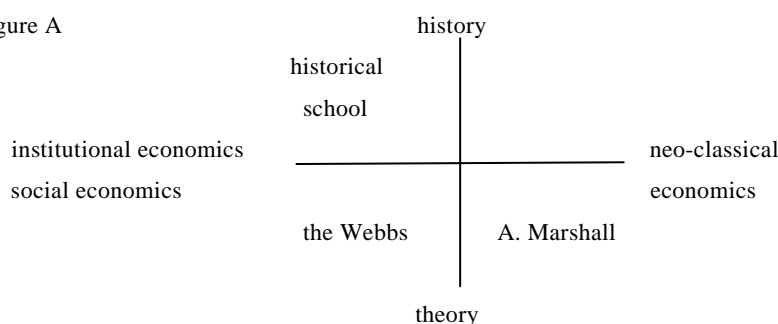 gure A
history
historical
school
institutional economics
neo-classical
social economics
economics
the Webbs
A. Marshall
theory